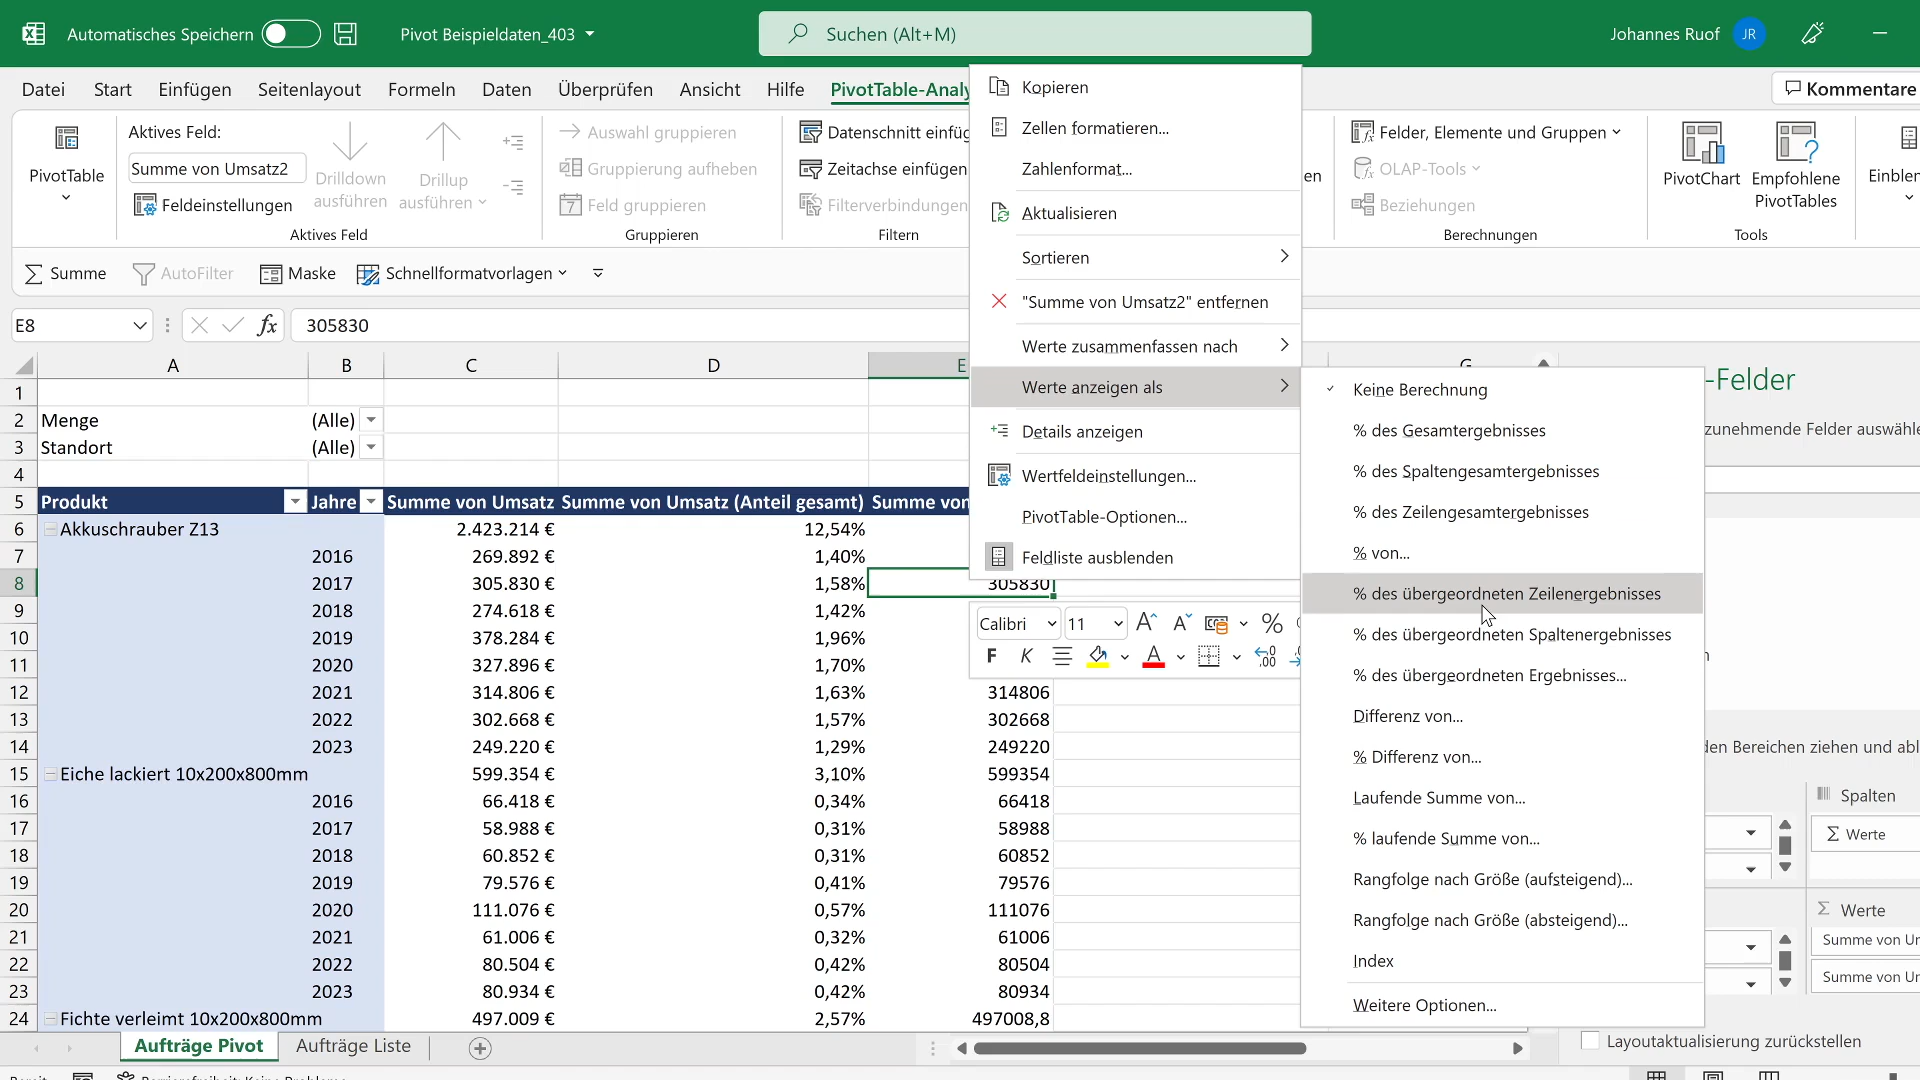 Automatisches Speichern
Pivot Beispieldaten_403
Suchen (Alt+M)
Johannes Ruof
JR
Datei
Start
Einfügen
Seitenlayout
Formeln
Daten
Überprüfen
Ansicht
Hilfe
PivotTable-Analy
Kommentare
PivotTable
Aktives Feld:
Summe von Umsatz2
Feldeinstellungen
Drilldown
ausführen
Drillup
ausführen
Aktives Feld
Auswahl gruppieren
Gruppierung aufheben
Feld gruppieren
Gruppieren
Datenschnitt einfüg
Zeitachse einfügen
Filterverbindungen
Filtern
en
Felder, Elemente und Gruppen
OLAP-Tools
Beziehungen
Berechnungen
PivotChart
Empfohlene
PivotTables
Tools
Einblen
Summe
AutoFilter
Maske
Schnellformatvorlagen
E8
fx
305830
Kopieren
Zellen formatieren...
Zahlenformat...
Aktualisieren
Sortieren
"Summe von Umsatz2" entfernen
Werte zusammenfassen nach
Werte anzeigen als
Details anzeigen
Wertfeldeinstellungen...
PivotTable-Optionen...
Feldliste ausblenden
Keine Berechnung
% des Gesamtergebnisses
% des Spaltengesamtergebnisses
% des Zeilengesamtergebnisses
% von...
% des übergeordneten Zeilenergebnisses
% des übergeordneten Spaltenergebnisses
% des übergeordneten Ergebnisses...
Differenz von...
% Differenz von...
Laufende Summe von...
% laufende Summe von...
Rangfolge nach Größe (aufsteigend)...
Rangfolge nach Größe (absteigend)...
Index
Weitere Optionen...
Calibri
11
%
F K
A B C D E G
1
2 Menge (Alle)
3 Standort (Alle)
4
5 Produkt Jahre Summe von Umsatz Summe von Umsatz (Anteil gesamt) Summe von
6 Akkuschrauber Z13 2.423.214 € 12,54%
7 2016 269.892 € 1,40%
8 2017 305.830 € 1,58% 305830
9 2018 274.618 € 1,42%
10 2019 378.284 € 1,96%
11 2020 327.896 € 1,70%
12 2021 314.806 € 1,63% 314806
13 2022 302.668 € 1,57% 302668
14 2023 249.220 € 1,29% 249220
15 Eiche lackiert 10x200x800mm 599.354 € 3,10% 599354
16 2016 66.418 € 0,34% 66418
17 2017 58.988 € 0,31% 58988
18 2018 60.852 € 0,31% 60852
19 2019 79.576 € 0,41% 79576
20 2020 111.076 € 0,57% 111076
21 2021 61.006 € 0,32% 61006
22 2022 80.504 € 0,42% 80504
23 2023 80.934 € 0,42% 80934
24 Fichte verleimt 10x200x800mm 497.009 € 2,57% 497008,8
-Felder
zunehmende Felder auswähle
den Bereichen ziehen und abl
Spalten
Σ Werte
Σ Werte
Summe von Um
Summe von Um
Layoutaktualisierung zurückstellen
Aufträge Pivot
Aufträge Liste